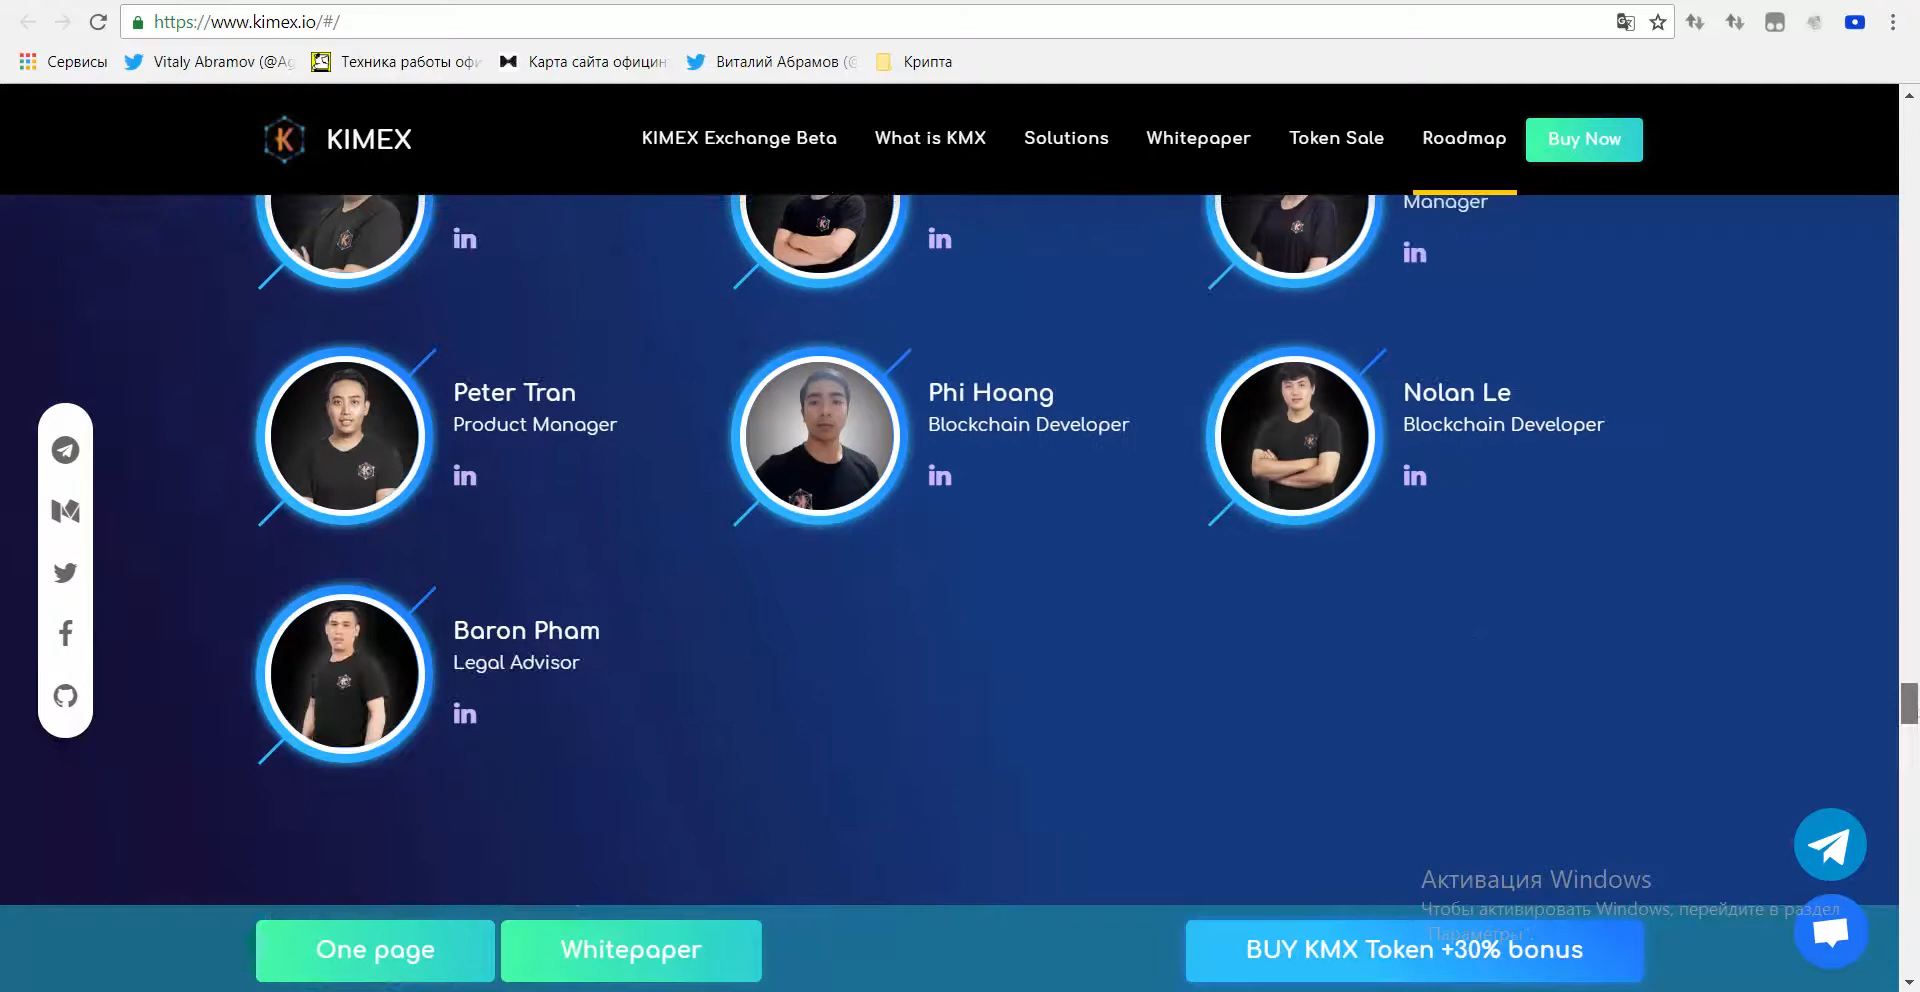 https://www.kimex.io/#/
Сервисы
Vitaly Abramov (@Ag
Техника работы офи
Карта сайта официн
Виталий Абрамов (@
Крипта
KIMEX
KIMEX Exchange Beta
What is KMX
Solutions
Whitepaper
Token Sale
Roadmap
Buy Now
Manager
in
in
in
Peter Tran
Product Manager
in
Phi Hoang
Blockchain Developer
in
Nolan Le
Blockchain Developer
in
Baron Pham
Legal Advisor
in
Активация Windows
Чтобы активировать Windows, перейдите в раздел
"Параметры".
One page
Whitepaper
BUY KMX Token +30% bonus